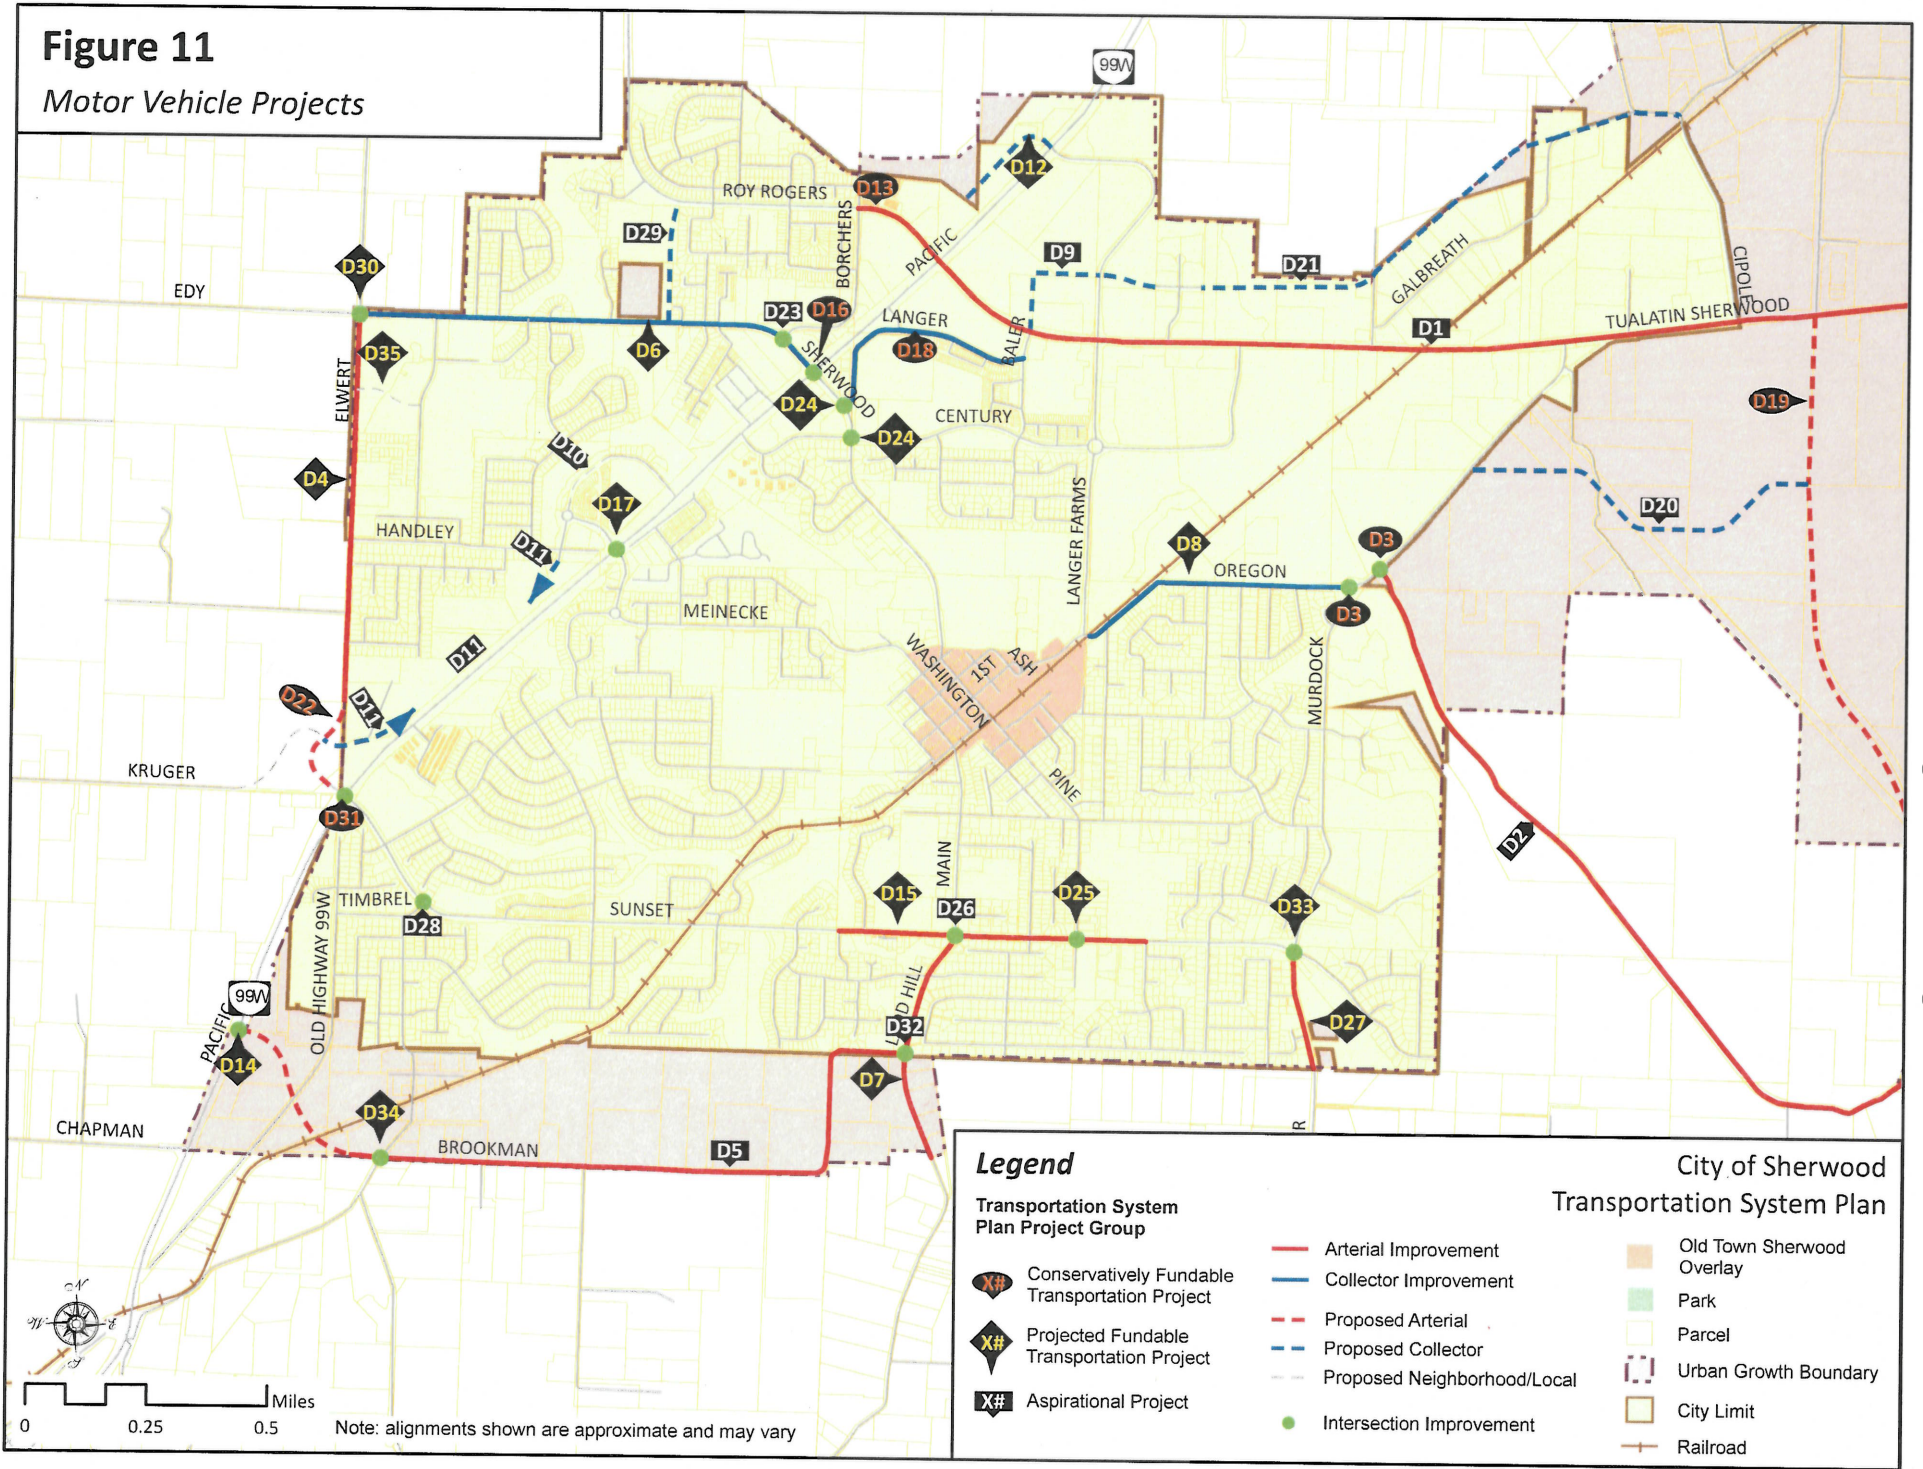 Figure 11
Motor Vehicle Projects
99W
D12
ROY ROGERS
D13
D29
BORCHERS
PACIFIC
D9
D21
GALBREATH
CIPOLE
D30
EDY
D23
D16
LANGER
D1
TUALATIN SHERWOOD
D35
D6
SHERWOOD
D18
BALER
ELWERT
D24
CENTURY
D19
D24
D10
D4
D17
D20
HANDLEY
D11
LANGER FARMS
D8
D3
OREGON
MEINECKE
D3
D11
WASHINGTON
1ST
ASH
MURDOCK
D22
D11
KRUGER
PINE
D31
D2
MAIN
TIMBREL
D28
OLD HIGHWAY 99W
SUNSET
D15
D26
D25
D33
99W
PACIFIC
D14
D32
HILL
D27
D7
D34
CHAPMAN
BROOKMAN
D5
R
Legend
City of Sherwood
Transportation System Plan
Transportation System
Plan Project Group
X#
Conservatively Fundable
Transportation Project
X#
Projected Fundable
Transportation Project
X#
Aspirational Project
Arterial Improvement
Collector Improvement
Proposed Arterial
Proposed Collector
Proposed Neighborhood/Local
Intersection Improvement
Old Town Sherwood
Overlay
Park
Parcel
Urban Growth Boundary
City Limit
Railroad
Miles
0 0.25 0.5
Note: alignments shown are approximate and may vary